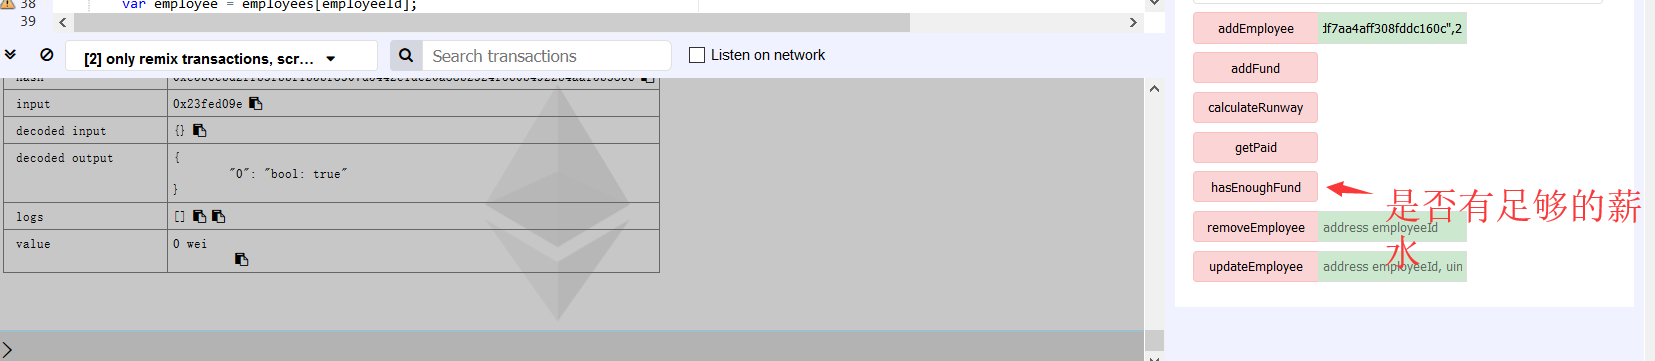 38 var employee = employees[employeeId];
39
[2] only remix transactions, scr...
Search transactions
Listen on network
input 0x23fed09e
decoded input {}
decoded output {
"0": "bool: true"
}
logs []
value 0 wei
>
addEmployee df7aa4aff308fddc160c",2
addFund
calculateRunway
getPaid
hasEnoughFund
是否有足够的薪
水
removeEmployee address employeeId
updateEmployee address employeeId, uin